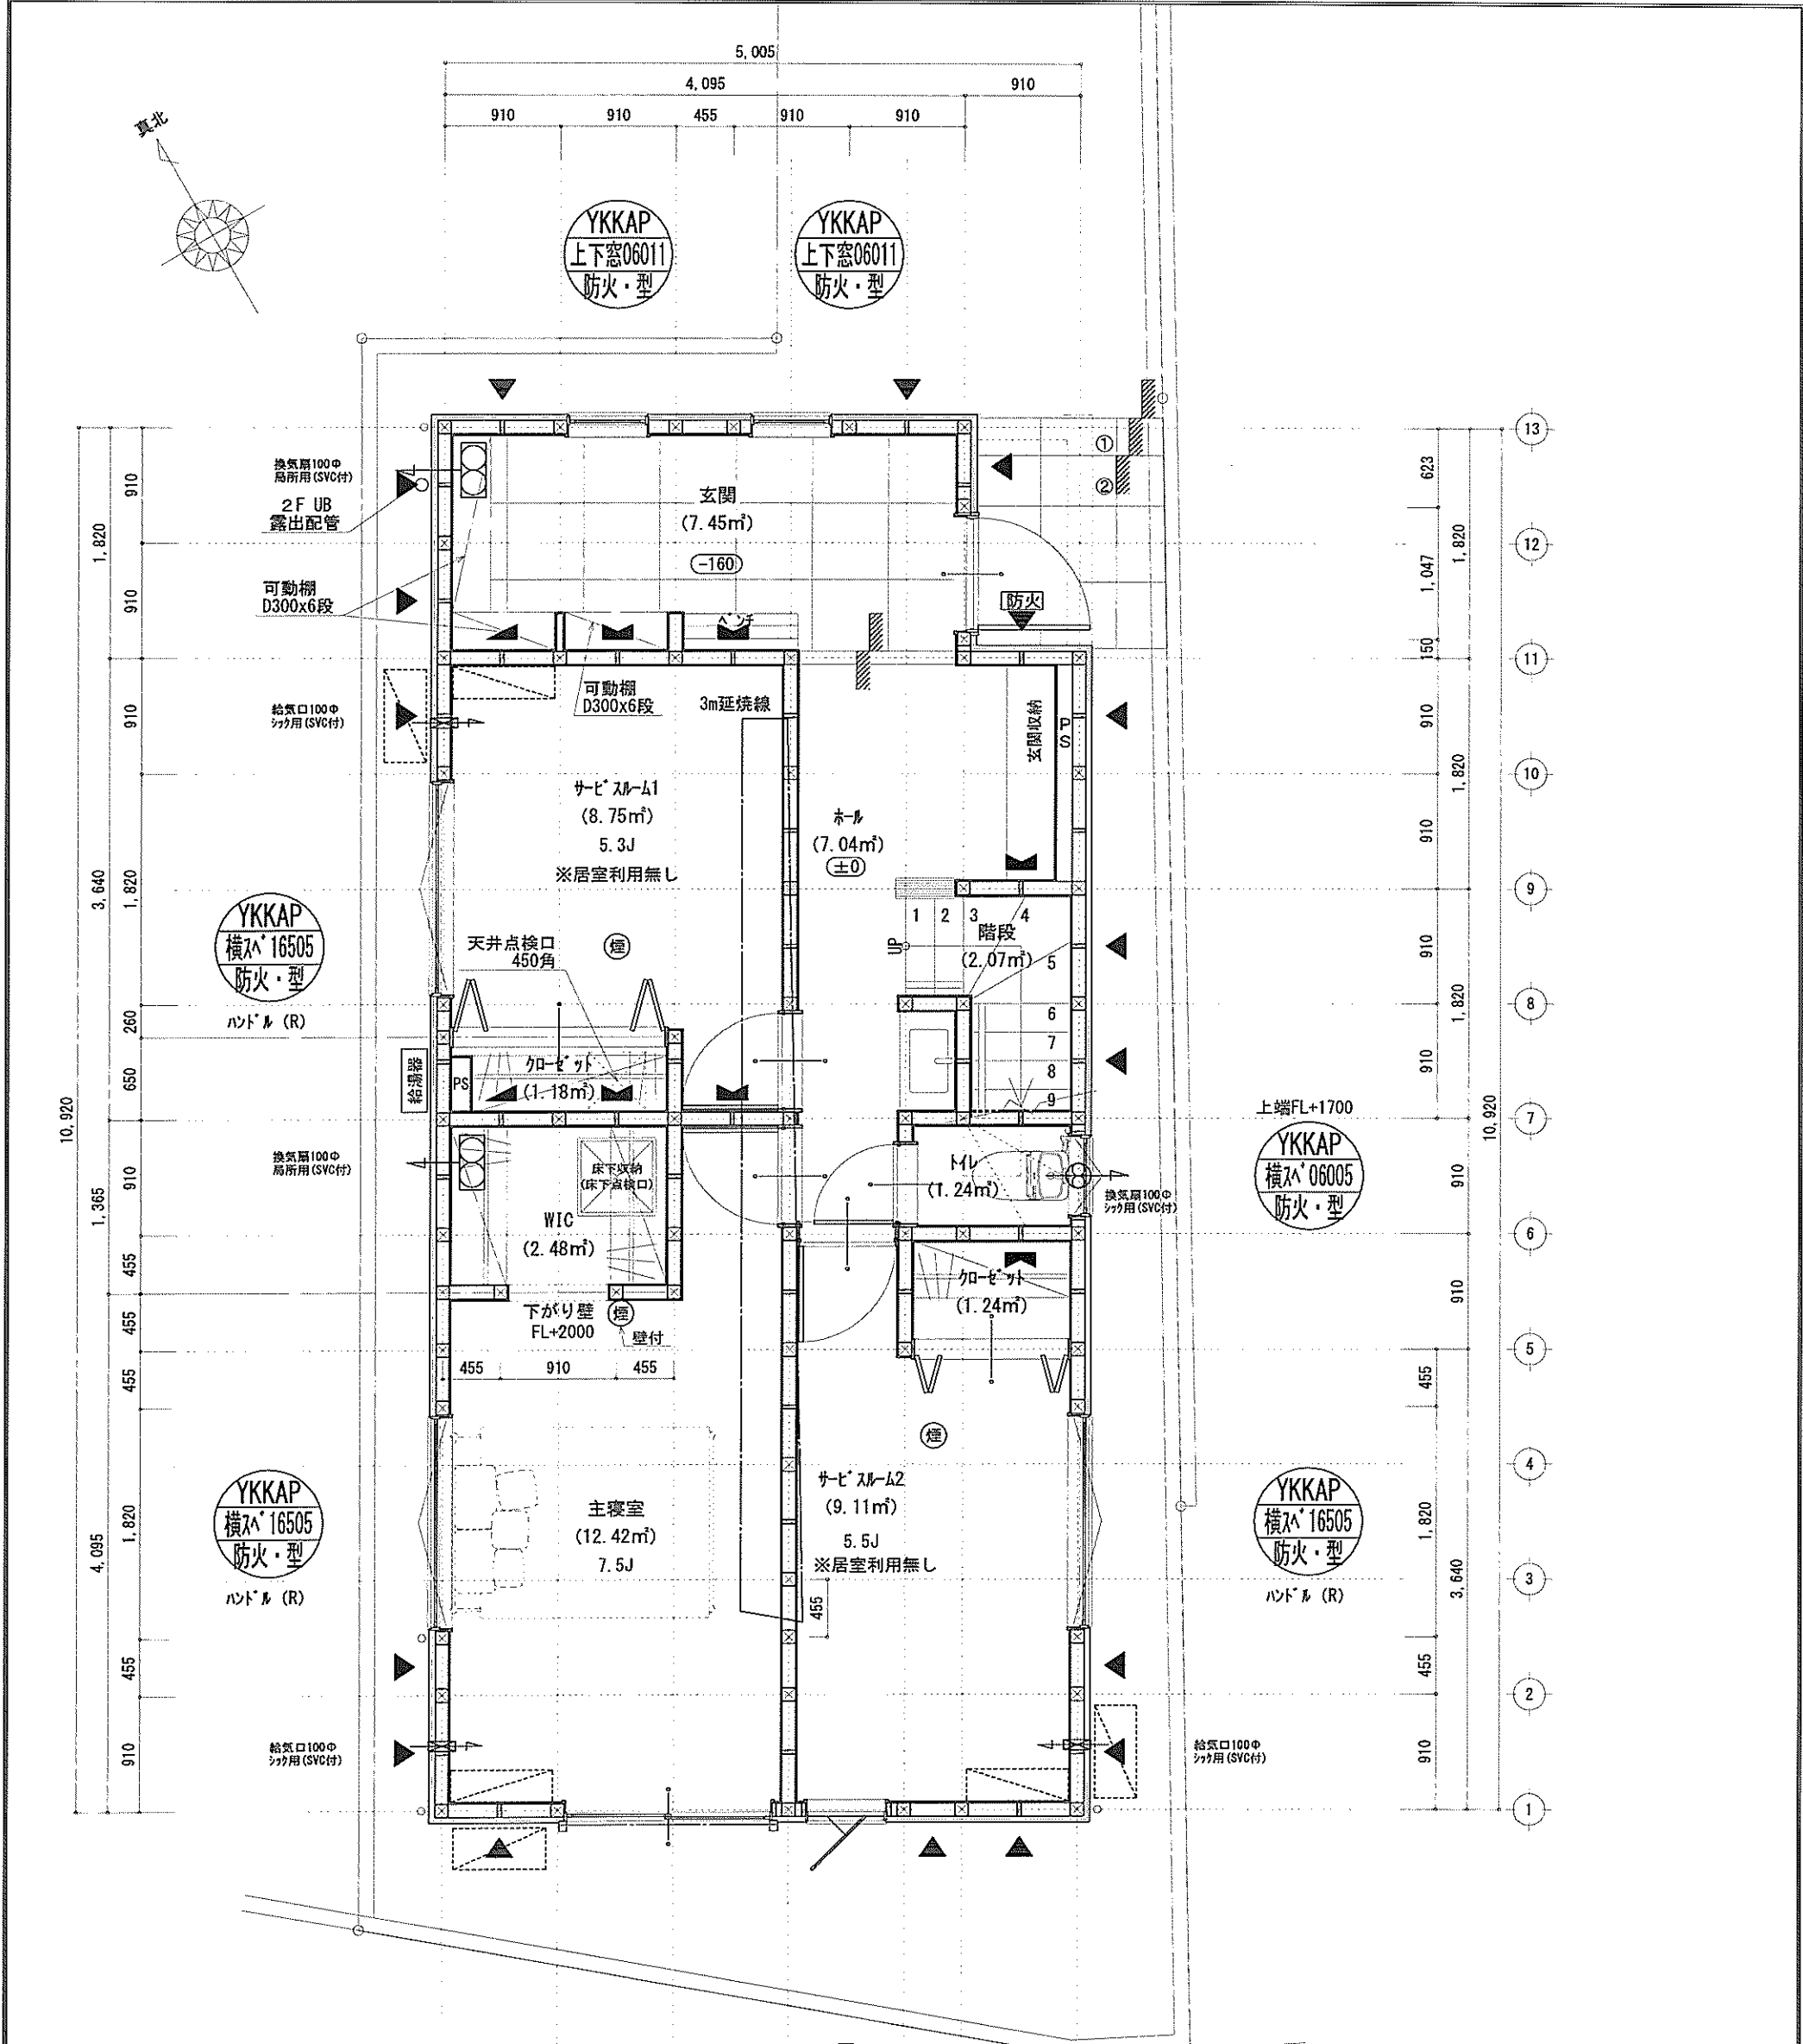 5,005
4,095
910
910
910
455
910
910
真北
YKKAP
上下窓06011
防火・型
YKKAP
上下窓06011
防火・型
換気扇100Φ
局所用(SVC付)
2F UB
露出配管
可動棚
D300x6段
玄関
(7.45㎡)
-160
①
②
防火
ベンチ
可動棚
D300x6段
3m延焼線
給気口100Φ
ｼｯｸ用(SVC付)
玄関収納
PS
サービスルーム1
(8.75㎡)
5.3J
※居室利用無し
ホール
(7.04㎡)
±0
YKKAP
横スベ16505
防火・型
ハンドル (R)
天井点検口
450角
煙
UP
1
2
3
4
階段
(2.07㎡)
5
6
7
8
9
給湯器
PS
クローゼット
(1.18㎡)
上端FL+1700
YKKAP
横スベ06005
防火・型
換気扇100Φ
局所用(SVC付)
床下収納
(床下点検口)
WIC
(2.48㎡)
トイレ
(1.24㎡)
換気扇100Φ
ｼｯｸ用(SVC付)
クローゼット
(1.24㎡)
下がり壁
FL+2000
煙
壁付
455
910
455
煙
YKKAP
横スベ16505
防火・型
ハンドル (R)
主寝室
(12.42㎡)
7.5J
サービスルーム2
(9.11㎡)
5.5J
※居室利用無し
455
YKKAP
横スベ16505
防火・型
ハンドル (R)
給気口100Φ
ｼｯｸ用(SVC付)
給気口100Φ
ｼｯｸ用(SVC付)
10,920
1,820
3,640
1,365
4,095
910
910
910
1,820
260
650
910
455
455
455
1,820
455
910
623
1,047
150
910
910
910
910
910
455
1,820
455
910
1,820
1,820
1,820
910
3,640
10,920
13
12
11
10
9
8
7
6
5
4
3
2
1